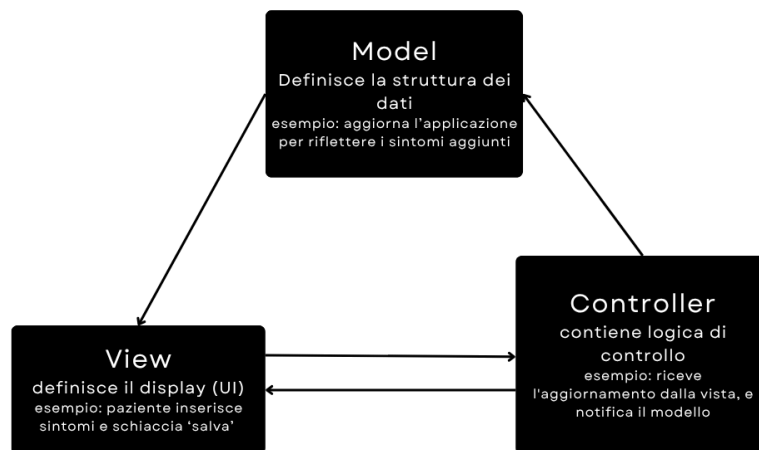 Model
Definisce la struttura dei
dati
esempio: aggiorna l'applicazione
per riflettere i sintomi aggiunti
View
definisce il display (UI)
esempio: paziente inserisce
sintomi e schiaccia ‘salva’
Controller
contiene logica di
controllo
esempio: riceve
l'aggiornamento dalla vista, e
notifica il modello